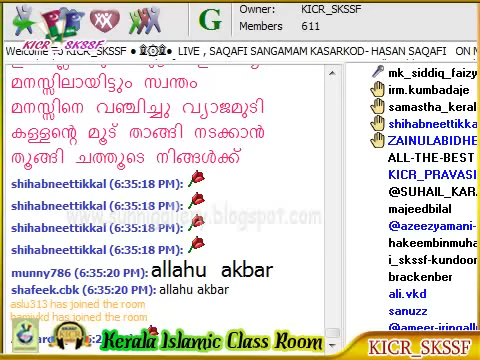 Owner: KICR_SKSSF
Members 611
G
Welcome To KICR_SKSSF ● ۞ ● LIVE , SAQAFI SANGAMAM KASARKOD- HASAN SAQAFI ON M
KICR_SKSSF
മനസ്സിലായിട്ടും സ്വന്തം
മനസ്സിനെ വഞ്ചിച്ചു വ്യാജമുടി
കള്ളന്റെ മൂട് താങ്ങി നടക്കാൻ
തൂങ്ങി ചത്തൂടെ നിങ്ങൾക്ക്
shihabneettikkal (6:35:18 PM):
shihabneettikkal (6:35:18 PM):
shihabneettikkal (6:35:18 PM):
shihabneettikkal (6:35:18 PM):
munny786 (6:35:20 PM): allahu akbar
shafeek.cbk (6:35:20 PM): allahu akbar
aslu313 has joined the room
has joined the room
mk_siddiq_faizy
irm.kumbadaje
samastha_keral
shihabneettikka
ZAINULABIDHE
ALL-THE-BEST
KICR_PRAVASI
@SUHAIL_KAR
majeedbilal
@azeezyamani-
hakeembinmuha
i_skssf-kundoor
brackenber
ali.vkd
sanuzz
@ameer-iringall
Kerala Islamic Class Room
KICR_SKSSF